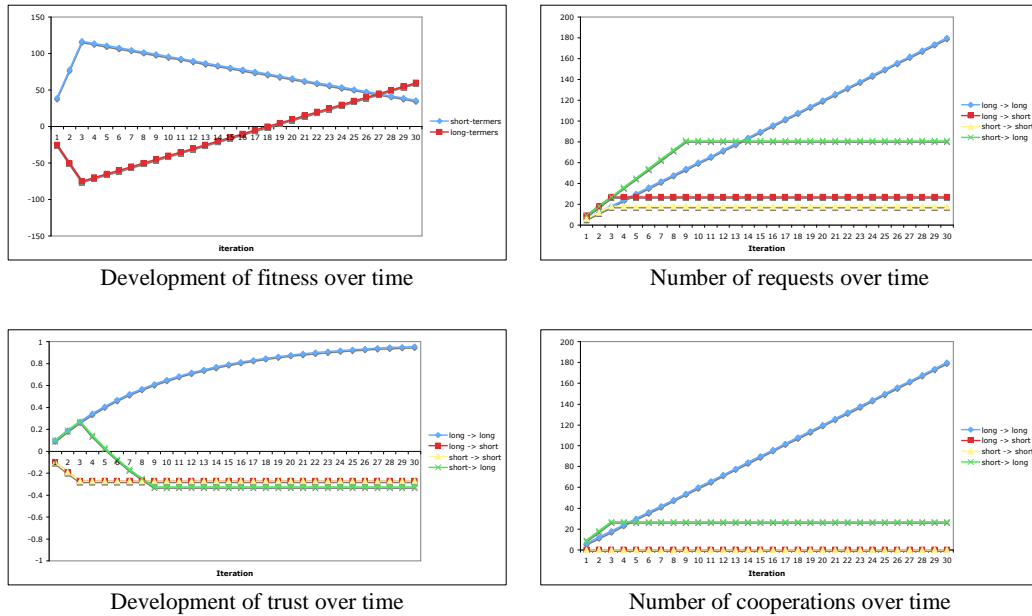 150
100
50
0
-50
-100
-150
1 2 3 4 5 6 7 8 9 10 11 12 13 14 15 16 17 18 19 20 21 22 23 24 25 26 27 28 29 30
iteration
short-termers
long-termers
Development of fitness over time
200
180
160
140
120
100
80
60
40
20
0
1 2 3 4 5 6 7 8 9 10 11 12 13 14 15 16 17 18 19 20 21 22 23 24 25 26 27 28 29 30
Iteration
long -> long
long -> short
short -> short
short-> long
Number of requests over time
1
0.8
0.6
0.4
0.2
0
-0.2
-0.4
-0.6
-0.8
-1
1 2 3 4 5 6 7 8 9 10 11 12 13 14 15 16 17 18 19 20 21 22 23 24 25 26 27 28 29 30
Iteration
long -> long
long -> short
short -> short
short-> long
Development of trust over time
200
180
160
140
120
100
80
60
40
20
0
1 2 3 4 5 6 7 8 9 10 11 12 13 14 15 16 17 18 19 20 21 22 23 24 25 26 27 28 29 30
Iteration
long -> long
long -> short
short -> short
short-> long
Number of cooperations over time